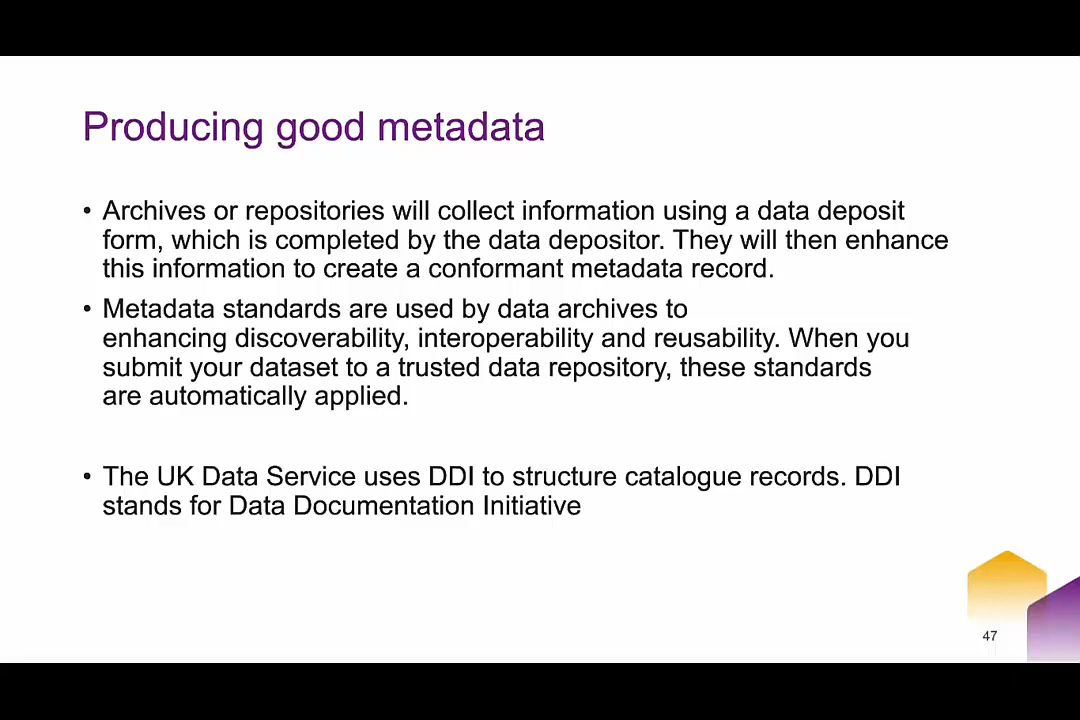 Producing good metadata
• Archives or repositories will collect information using a data deposit
form, which is completed by the data depositor. They will then enhance
this information to create a conformant metadata record.
• Metadata standards are used by data archives to
enhancing discoverability, interoperability and reusability. When you
submit your dataset to a trusted data repository, these standards
are automatically applied.
• The UK Data Service uses DDI to structure catalogue records. DDI
stands for Data Documentation Initiative
47